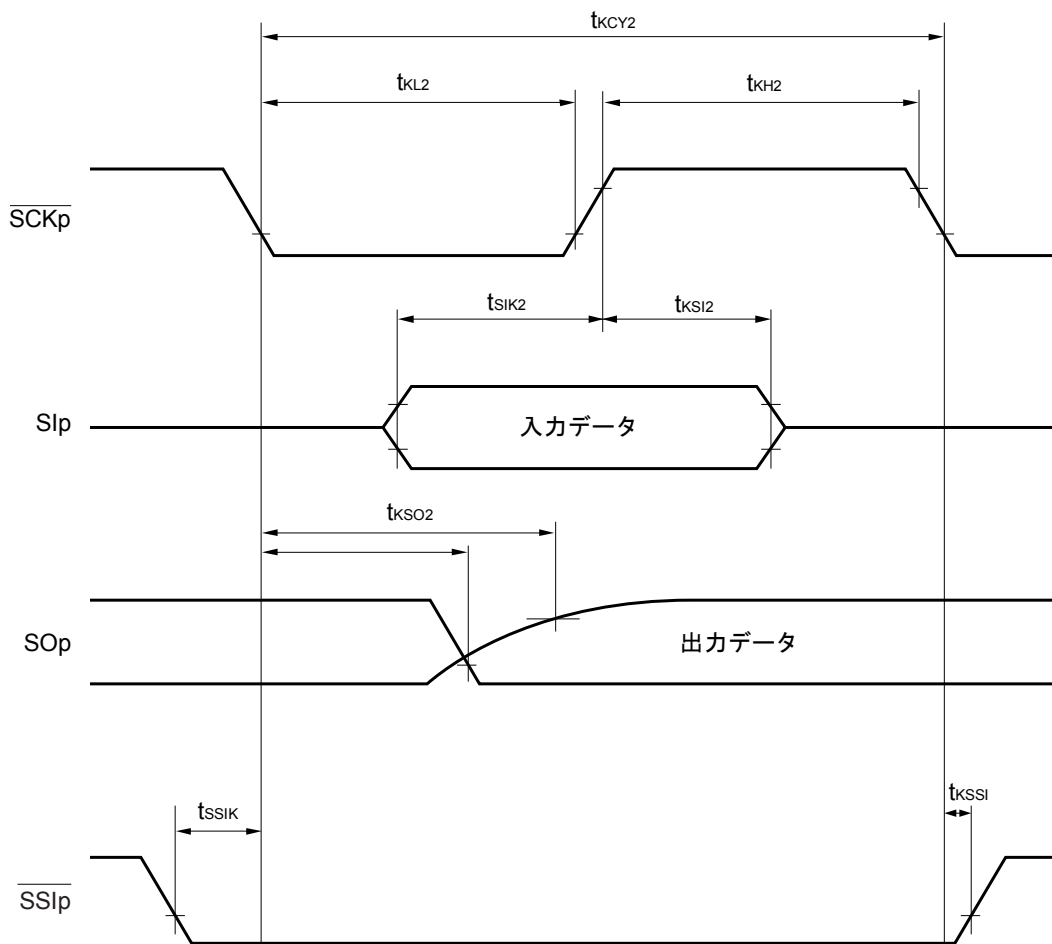 tKCY2
tKL2
tKH2
SCKp
tSIK2
tKSI2
SIp
入力データ
tKSO2
SOp
出力データ
tSSIK
tKSSI
SSIp